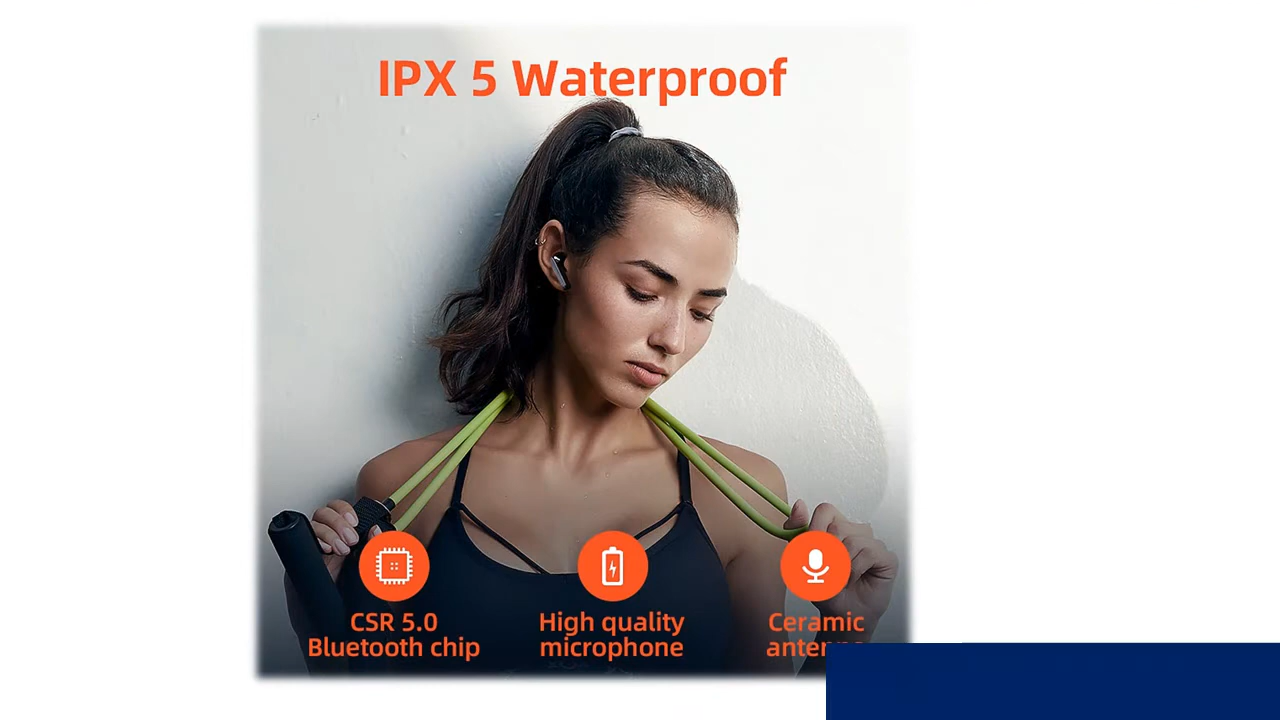 IPX 5 Waterproof
CSR 5.0
Bluetooth chip
High quality
microphone
Ceramic